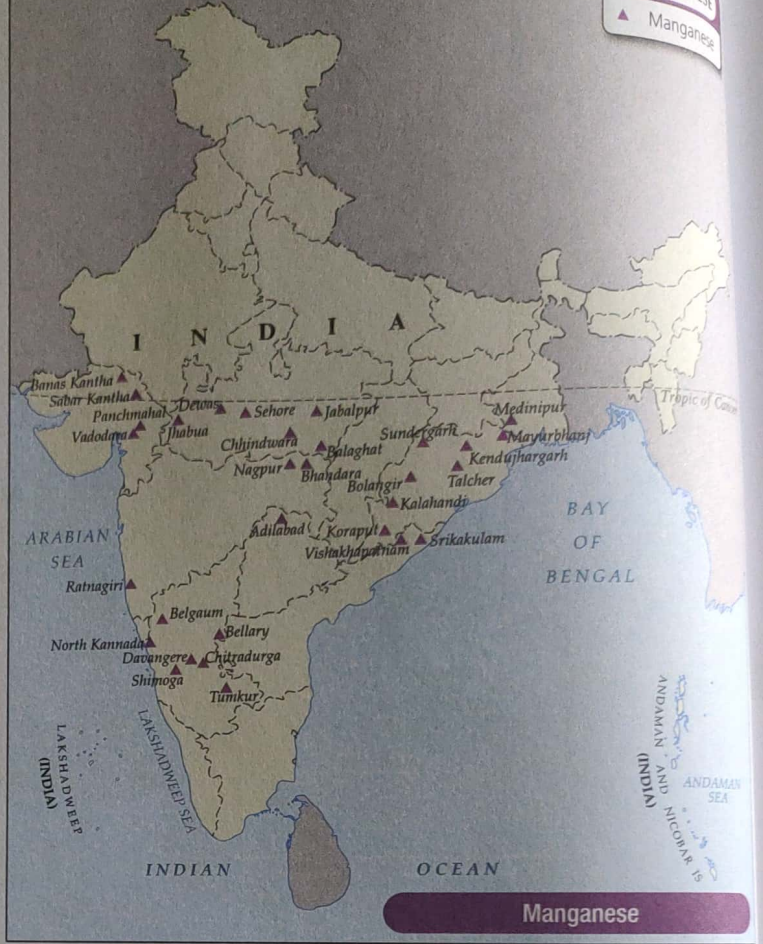 Manganese
I N D I A
Banas Kantha
Sabar Kantha
Tropic of
Panchmahal
Dewas
Sehore
Jabalpur
Medinipur
Vadodara
Jhabua
Chhindwara
Balaghat
Sundergarh
Mayurbhanj
Kendujhargarh
Nagpur
Bhandara
Bolangir
Talcher
Kalahandi
Adilabad
Koraput
Vishakhapatnam
Srikakulam
ARABIAN
SEA
BAY
OF
BENGAL
Ratnagiri
Belgaum
North Kannada
Bellary
Davangere
Chitradurga
Shimoga
Tumkur
LAKSHADWEEP
(INDIA)
LAKSHADWEEP SEA
ANDAMAN AND NICOBAR IS
(INDIA)
ANDAMAN
SEA
INDIAN OCEAN
Manganese